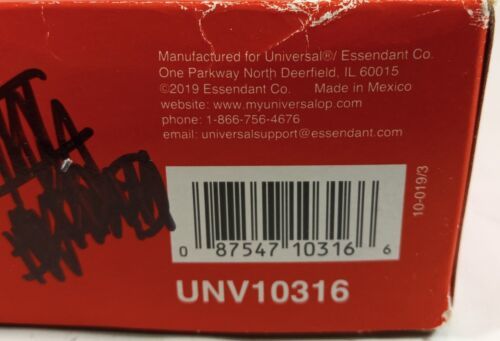 Manufactured for Universal®/ Essendant Co.
One Parkway North Deerfield, IL 60015
©2019 Essendant Co. Made in Mexico
website: www.myuniversalop.com
phone: 1-866-756-4676
email: universalsupport@essendant.com
10-019/3
0 87547 10316 6
UNV10316